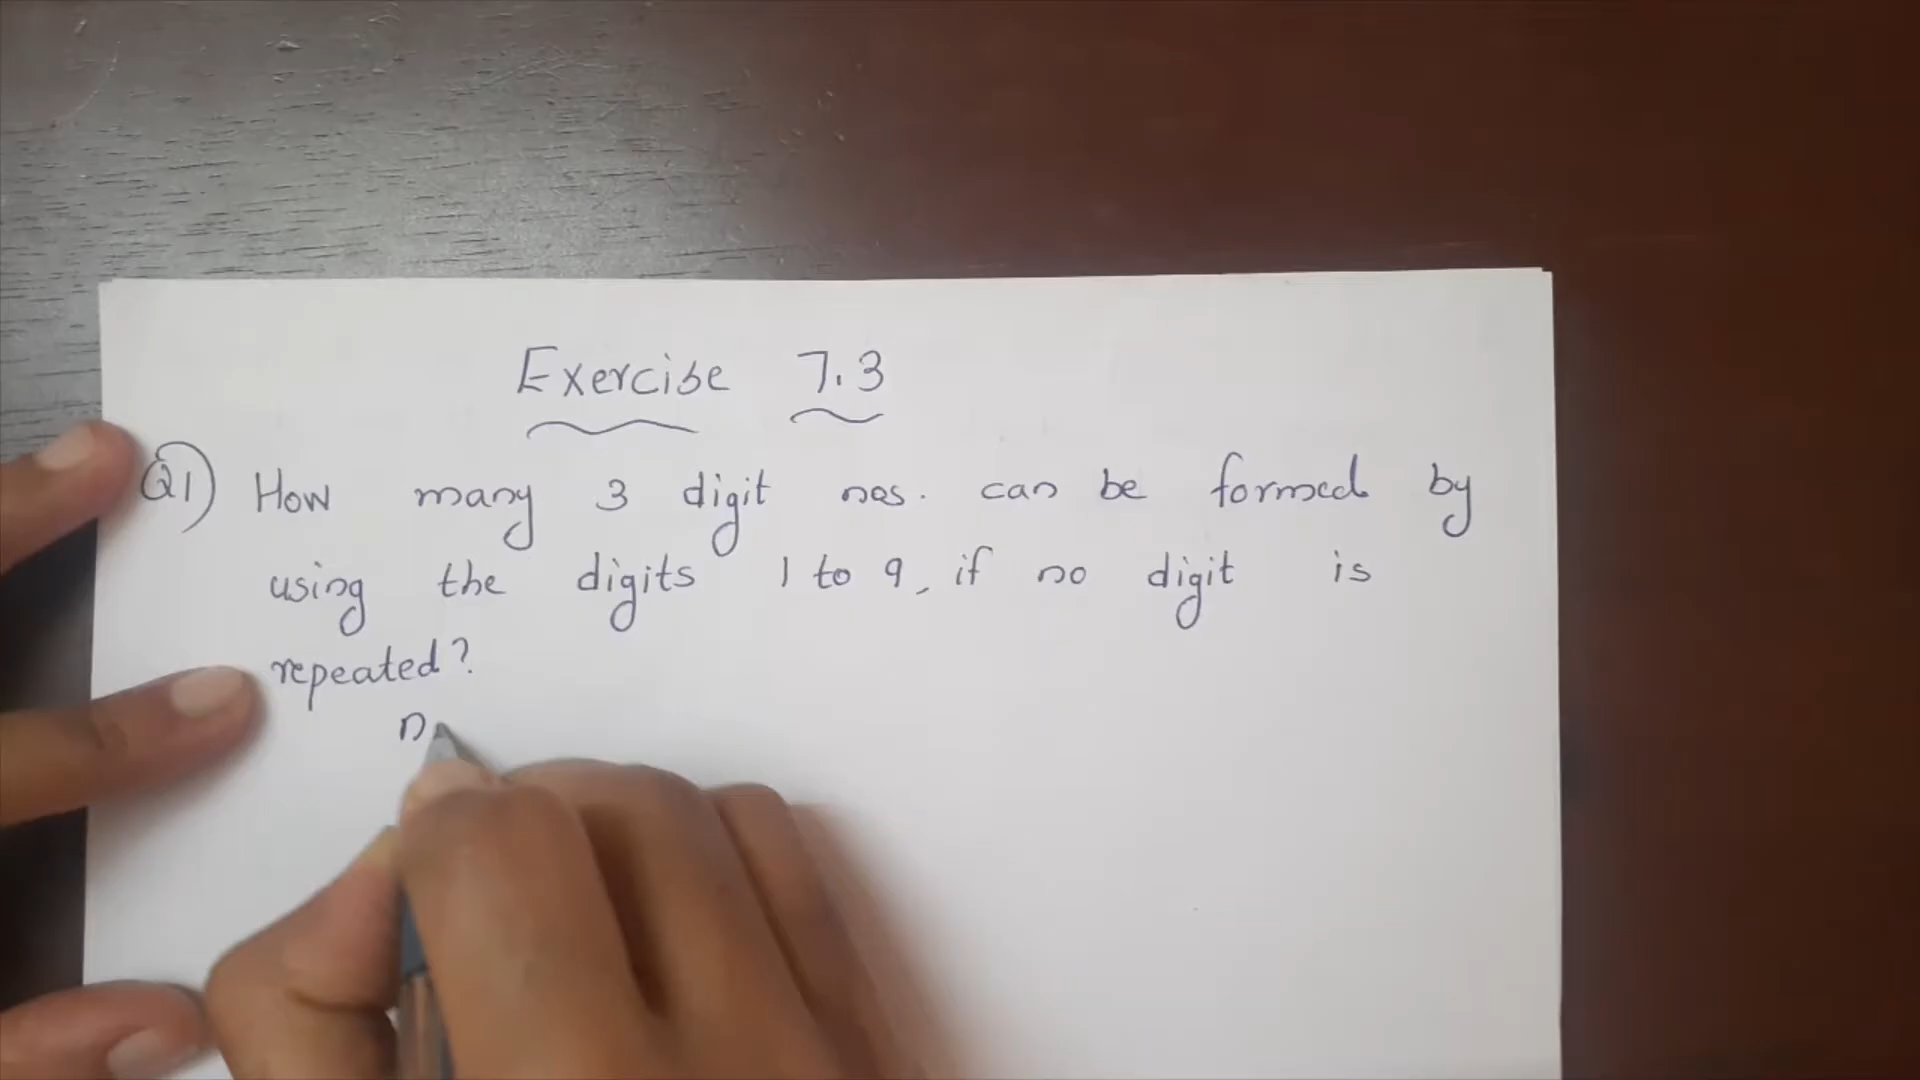 Exercise 7.3
Q1) How many 3 digit nos. can be formed by
using the digits 1 to 9, if no digit is
repeated?
n